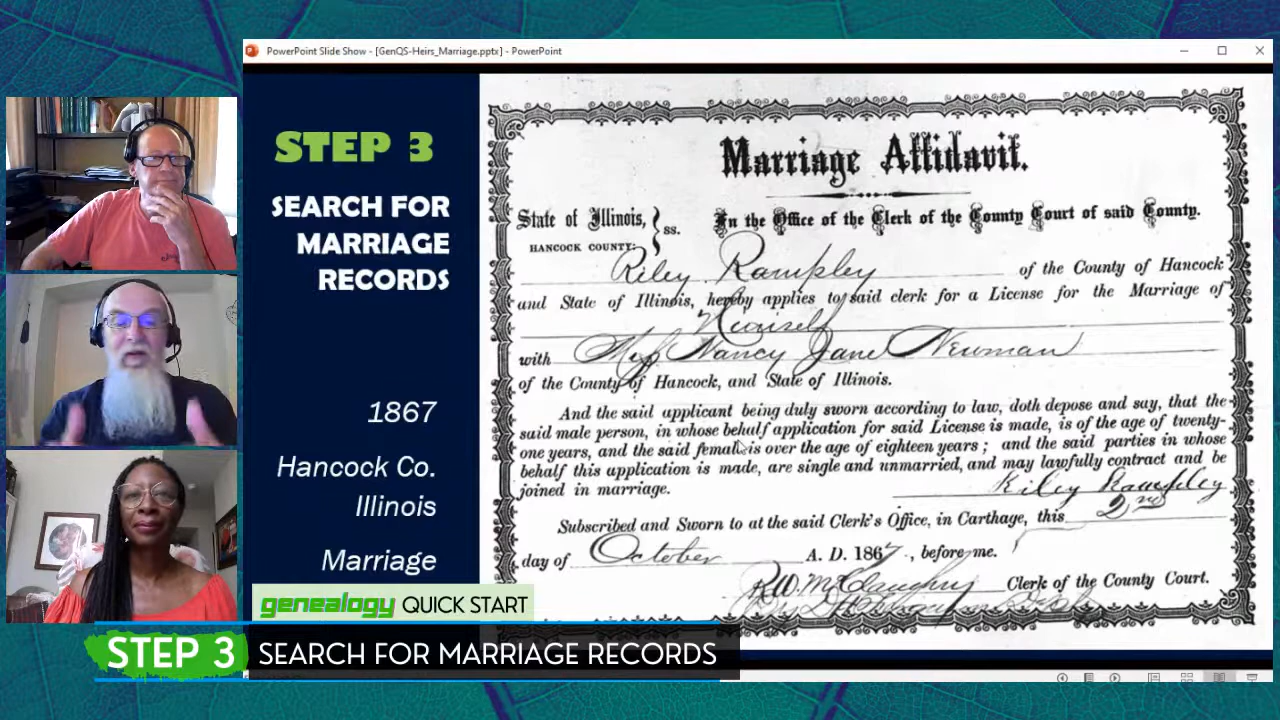 PowerPoint Slide Show - [GenQS-Heirs_Marriage.pptx] - PowerPoint
STEP 3
SEARCH FOR
MARRIAGE
RECORDS
1867
Hancock Co.
Illinois
Marriage
Marriage Affidavit.
State of Illinois,
HANCOCK COUNTY.
ss.
In the Office of the Clerk of the County Court of said County.
Riley Rampley of the County of Hancock
and State of Illinois, hereby applies to said clerk for a License for the Marriage of
Himself
with Miss Nancy Jane Newman
of the County of Hancock, and State of Illinois.
And the said applicant being duly sworn according to law, doth depose and say, that the
said male person, in whose behalf application for said License is made, is of the age of twenty-
one years, and the said female is over the age of eighteen years; and the said parties in whose
behalf this application is made, are single and unmarried, and may lawfully contract and be
joined in marriage.
Riley Rampley
Subscribed and Sworn to at the said Clerk's Office, in Carthage, this 2nd
day of October A. D. 1867, before me.
Clerk of the County Court.
genealogy QUICK START
STEP 3 SEARCH FOR MARRIAGE RECORDS